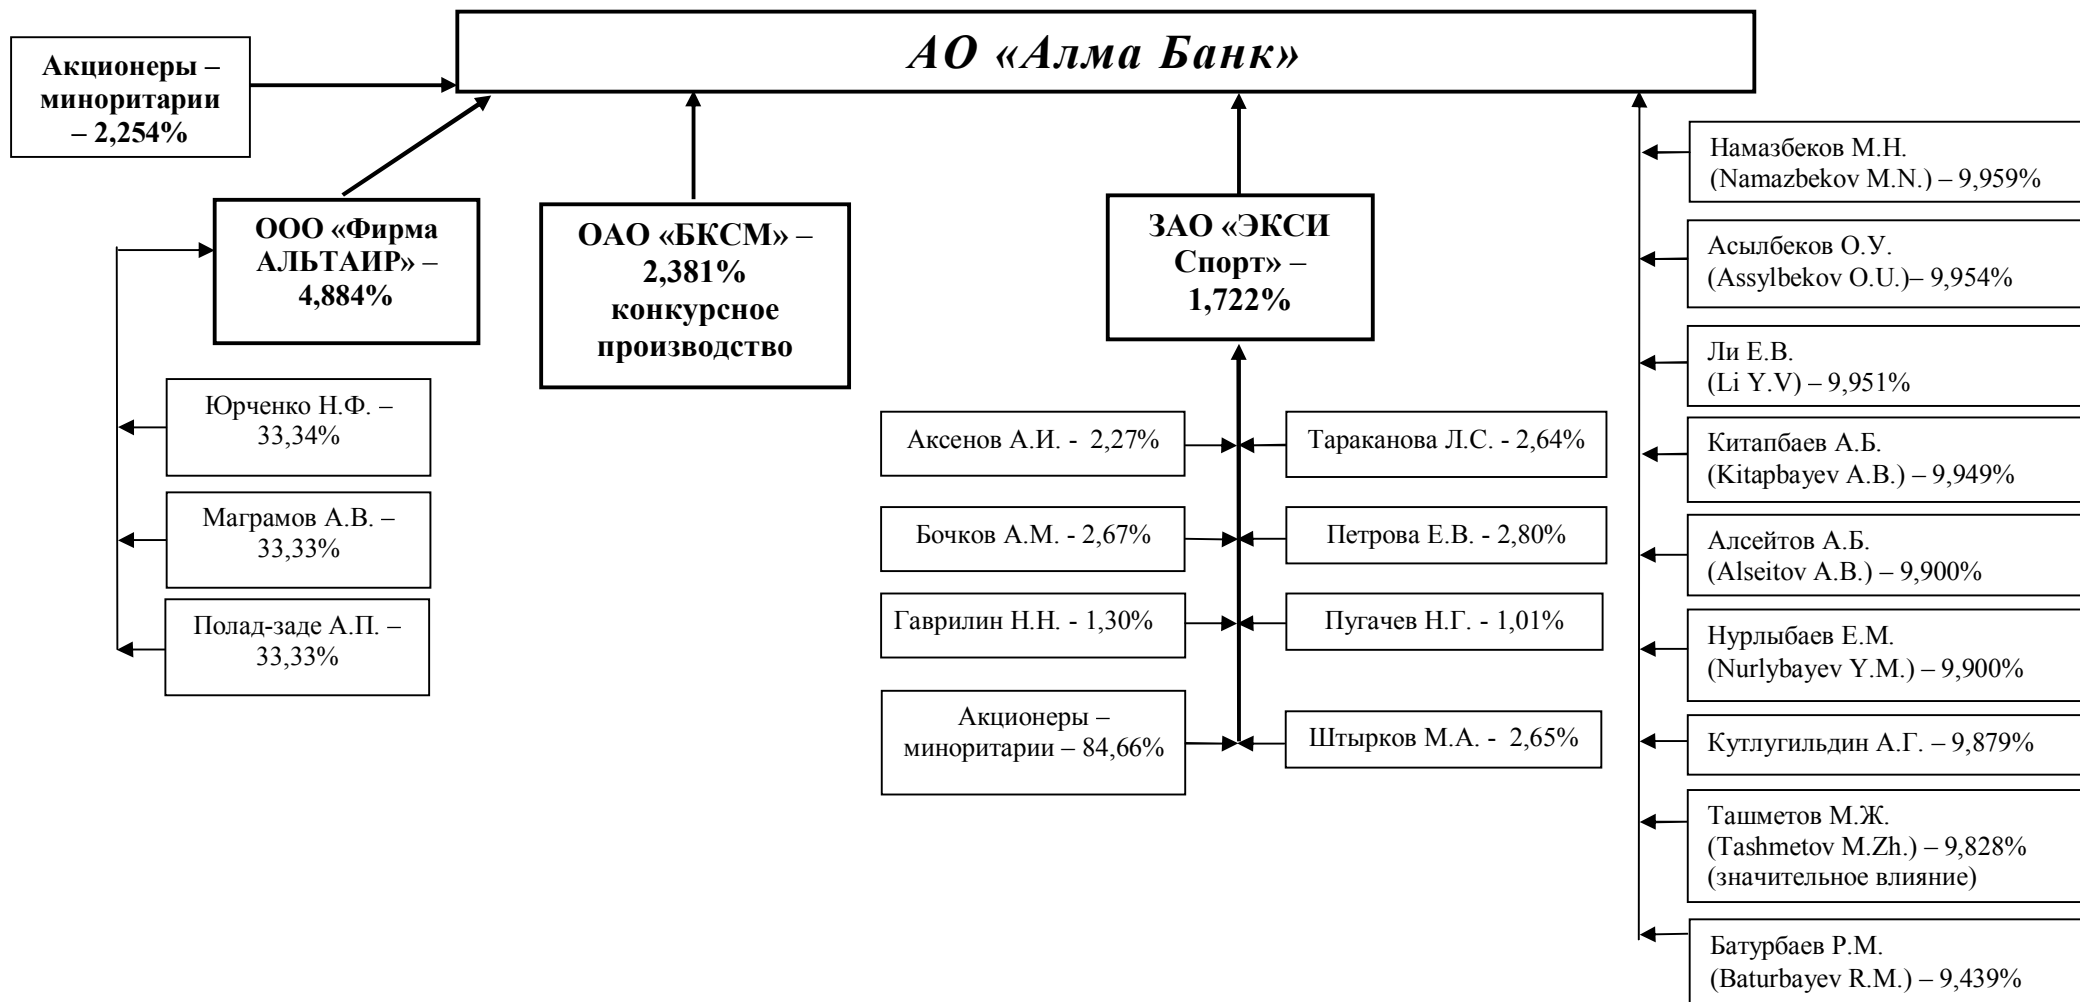 АО «Алма Банк»
Акционеры –
миноритарии
– 2,254%
ООО «Фирма
АЛЬТАИР» –
4,884%
ОАО «БКСМ» –
2,381%
конкурсное
производство
ЗАО «ЭКСИ
Спорт» –
1,722%
Юрченко Н.Ф. –
33,34%
Маграмов А.В. –
33,33%
Полад-заде А.П. –
33,33%
Аксенов А.И. - 2,27%
Тараканова Л.С. - 2,64%
Бочков А.М. - 2,67%
Петрова Е.В. - 2,80%
Гаврилин Н.Н. - 1,30%
Пугачев Н.Г. - 1,01%
Акционеры –
миноритарии – 84,66%
Штырков М.А. - 2,65%
Намазбеков М.Н.
(Namazbekov M.N.) – 9,959%
Асылбеков О.У.
(Assylbekov O.U.)– 9,954%
Ли Е.В.
(Li Y.V) – 9,951%
Китапбаев А.Б.
(Kitapbayev A.B.) – 9,949%
Алсейтов А.Б.
(Alseitov A.B.) – 9,900%
Нурлыбаев Е.М.
(Nurlybayev Y.M.) – 9,900%
Кутлугильдин А.Г. – 9,879%
Ташметов М.Ж.
(Tashmetov M.Zh.) – 9,828%
(значительное влияние)
Батурбаев Р.М.
(Baturbayev R.M.) – 9,439%